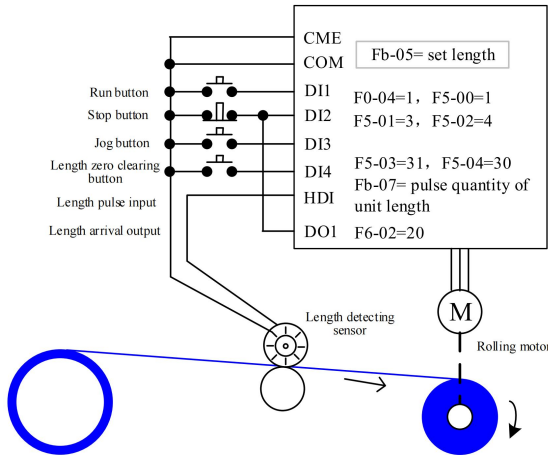 CME
Fb-05= set length
COM
Run button
DI1
F0-04=1，F5-00=1
Stop button
DI2
F5-01=3，F5-02=4
Jog button
DI3
Length zero clearing
button
DI4
F5-03=31，F5-04=30
Length pulse input
HDI
Fb-07= pulse quantity of
unit length
Length arrival output
DO1
F6-02=20
M
Length detecting
sensor
Rolling motor